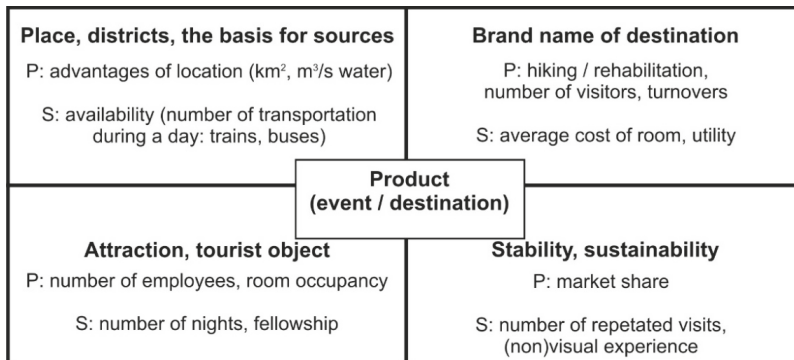 Place, districts, the basis for sources
P: advantages of location (km², m³/s water)
S: availability (number of transportation
during a day: trains, buses)
Brand name of destination
P: hiking / rehabilitation,
number of visitors, turnovers
S: average cost of room, utility
Product
(event / destination)
Attraction, tourist object
P: number of employees, room occupancy
S: number of nights, fellowship
Stability, sustainability
P: market share
S: number of repetated visits,
(non)visual experience